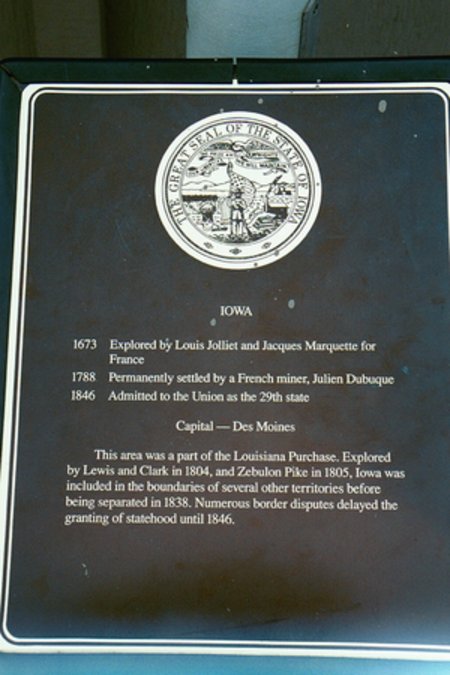 THE GREAT SEAL OF THE STATE OF IOWA
IOWA
1673 Explored by Louis Jolliet and Jacques Marquette for
France
1788 Permanently settled by a French miner, Julien Dubuque
1846 Admitted to the Union as the 29th state
Capital — Des Moines
This area was a part of the Louisiana Purchase. Explored
by Lewis and Clark in 1804, and Zebulon Pike in 1805, Iowa was
included in the boundaries of several other territories before
being separated in 1838. Numerous border disputes delayed the
granting of statehood until 1846.